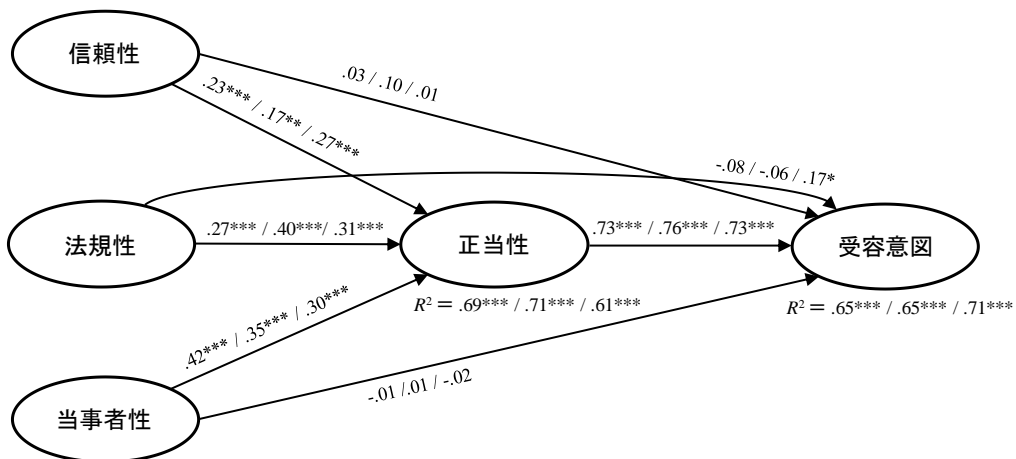 信頼性
.03 / .10 / .01
.23*** / .17** / .27***
-.08 / -.06 / .17*
法規性
.27*** / .40***/ .31***
正当性
.73*** / .76*** / .73***
受容意図
R² = .69*** / .71*** / .61***
R² = .65*** / .65*** / .71***
.42*** / .35*** / .30***
-.01 /.01 / -.02
当事者性